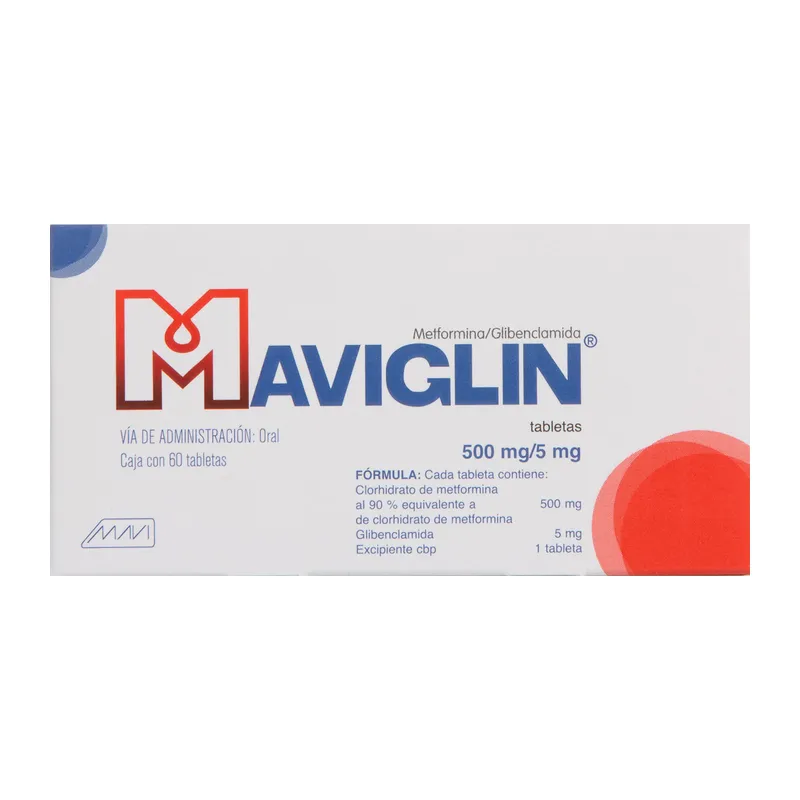 Metformina/Glibenclamida
MAVIGLIN®
tabletas
500 mg/5 mg
VÍA DE ADMINISTRACIÓN: Oral
Caja con 60 tabletas
FÓRMULA: Cada tableta contiene:
Clorhidrato de metformina
al 90 % equivalente a 500 mg
de clorhidrato de metformina
Glibenclamida 5 mg
Excipiente cbp 1 tableta
MAVI